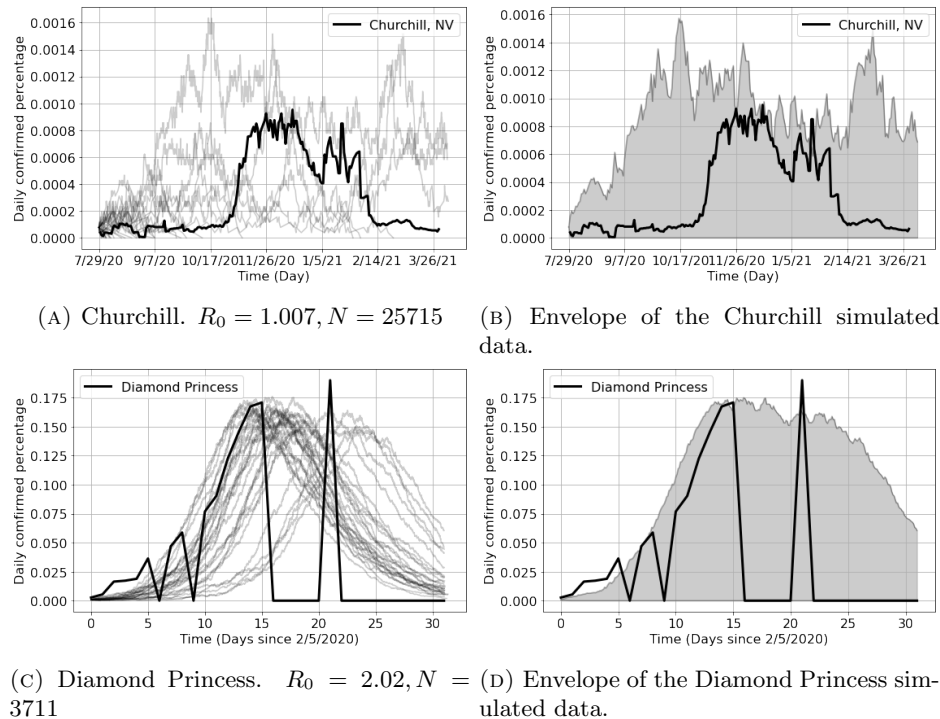 Churchill, NV
Daily comfirmed percentage
0.0016
0.0014
0.0012
0.0010
0.0008
0.0006
0.0004
0.0002
0.0000
7/29/20 9/7/20 10/17/20 11/26/20 1/5/21 2/14/21 3/26/21
Time (Day)
Churchill, NV
Daily comfirmed percentage
0.0016
0.0014
0.0012
0.0010
0.0008
0.0006
0.0004
0.0002
0.0000
7/29/20 9/7/20 10/17/20 11/26/20 1/5/21 2/14/21 3/26/21
Time (Day)
(A) Churchill. R₀ = 1.007, N = 25715
(B) Envelope of the Churchill simulated
data.
Diamond Princess
Daily comfirmed percentage
0.175
0.150
0.125
0.100
0.075
0.050
0.025
0.000
0 5 10 15 20 25 30
Time (Days since 2/5/2020)
Diamond Princess
Daily comfirmed percentage
0.175
0.150
0.125
0.100
0.075
0.050
0.025
0.000
0 5 10 15 20 25 30
Time (Days since 2/5/2020)
(C) Diamond Princess. R₀ = 2.02, N =
3711
(D) Envelope of the Diamond Princess sim-
ulated data.